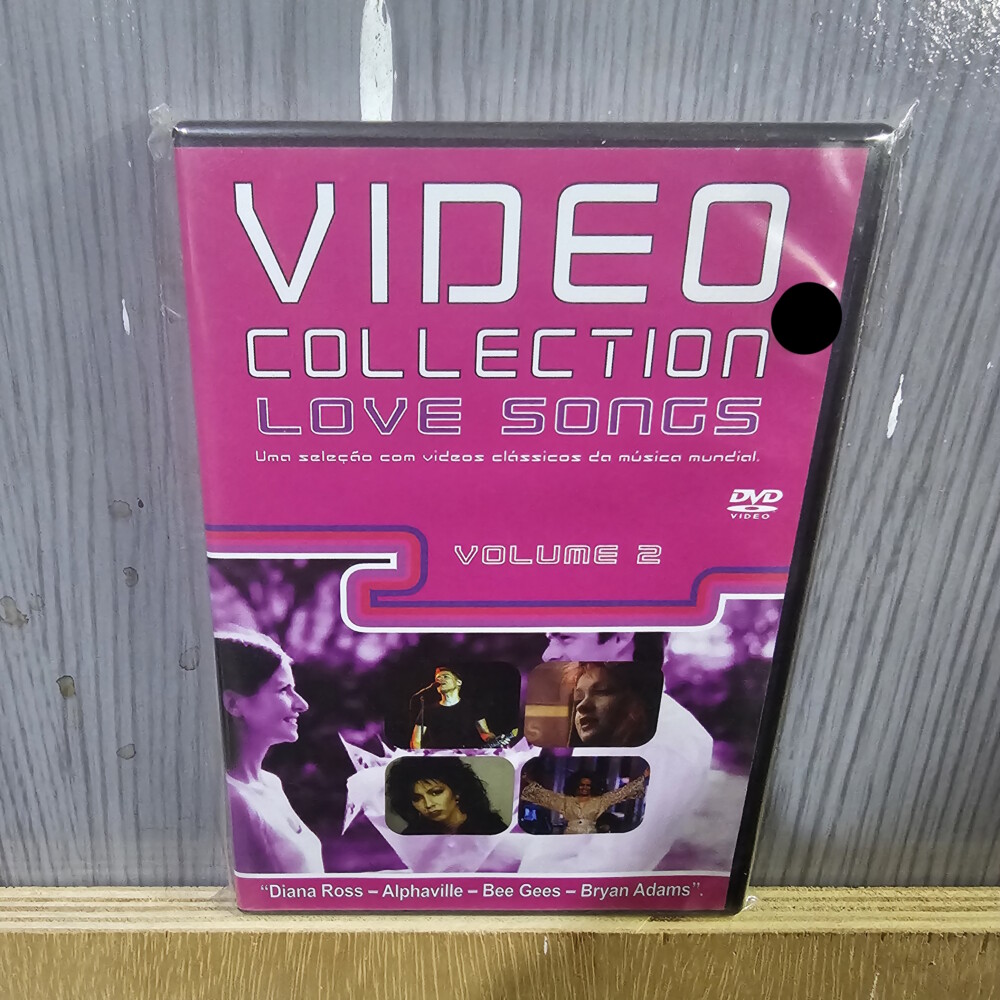 VIDEO
COLLECTION
LOVE SONGS
Uma seleção com videos clássicos da música mundial.
DVD
VIDEO
VOLUME 2
“Diana Ross – Alphaville – Bee Gees – Bryan Adams”.